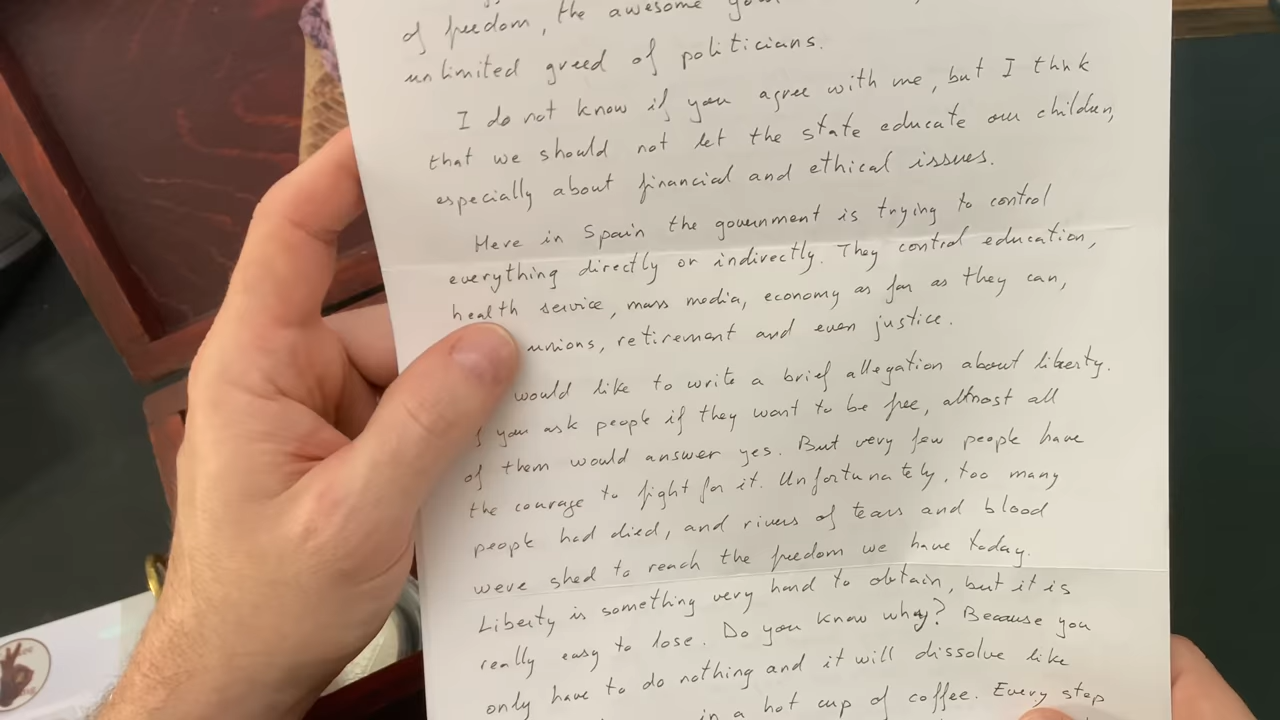 of freedom, the awesome
unlimited greed of politicians.
I do not know if you agree with me, but I thnk
that we should not let the state educate our children,
especially about financial and ethical issues.
Here in Spain the government is trying to control
everything directly or indirectly. They control education,
health service, mass media, economy as far as they can,
unions, retirement and even justice.
would like to write a brief allegation about liberty.
you ask people if they want to be free, almost all
of them would answer yes. But very few people have
the courage to fight for it. Unfortunately, too many
people had died, and rivers of tears and blood
were shed to reach the freedom we have today.
Liberty is something very hard to obtain, but it is
really easy to lose. Do you know why? Because you
only have to do nothing and it will dissolve like
in a hot cup of coffee. Every step